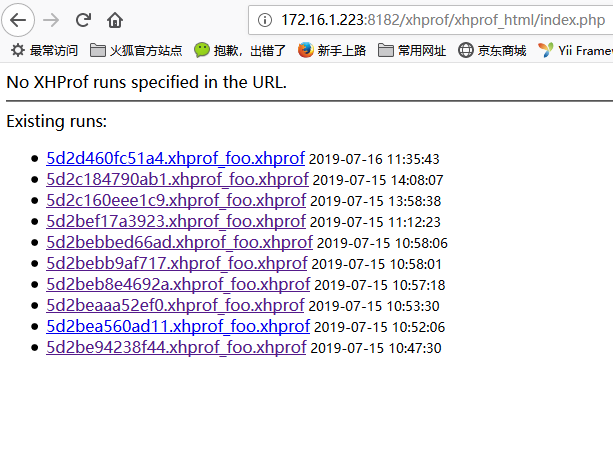 172.16.1.223:8182/xhprof/xhprof_html/index.php
最常访问 火狐官方站点 抱歉，出错了 新手上路 常用网址 京东商城 Yii Framew
No XHProf runs specified in the URL.
Existing runs:
5d2d460fc51a4.xhprof_foo.xhprof 2019-07-16 11:35:43
5d2c184790ab1.xhprof_foo.xhprof 2019-07-15 14:08:07
5d2c160eee1c9.xhprof_foo.xhprof 2019-07-15 13:58:38
5d2bef17a3923.xhprof_foo.xhprof 2019-07-15 11:12:23
5d2bebbed66ad.xhprof_foo.xhprof 2019-07-15 10:58:06
5d2bebb9af717.xhprof_foo.xhprof 2019-07-15 10:58:01
5d2beb8e4692a.xhprof_foo.xhprof 2019-07-15 10:57:18
5d2beaaa52ef0.xhprof_foo.xhprof 2019-07-15 10:53:30
5d2bea560ad11.xhprof_foo.xhprof 2019-07-15 10:52:06
5d2be94238f44.xhprof_foo.xhprof 2019-07-15 10:47:30